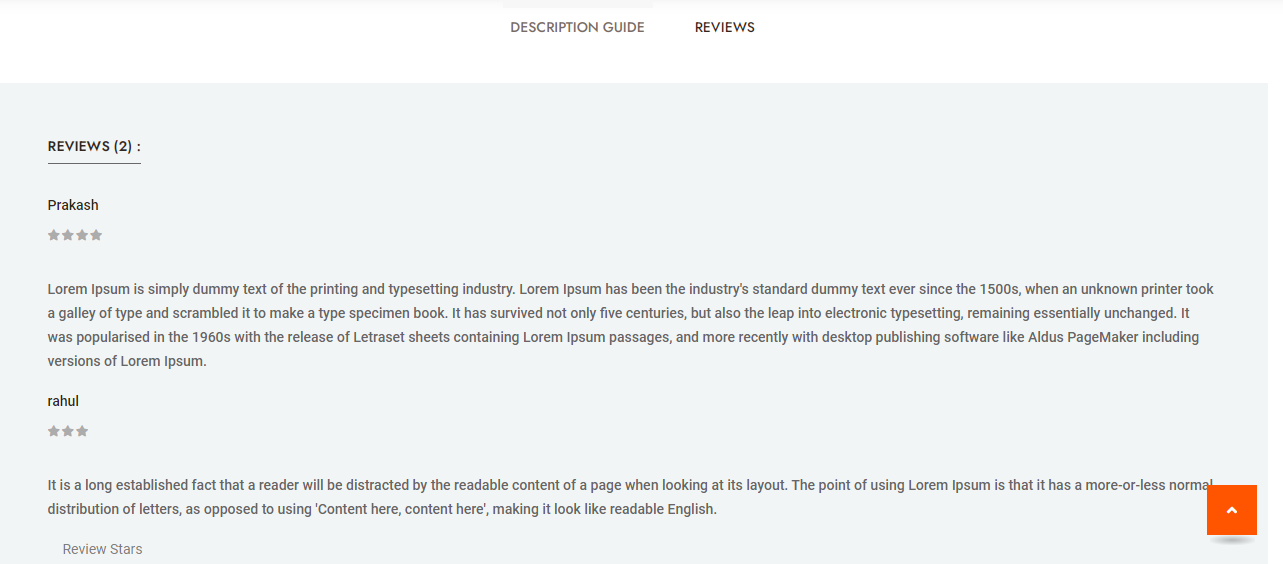 DESCRIPTION GUIDE REVIEWS
REVIEWS (2) :
Prakash
Lorem Ipsum is simply dummy text of the printing and typesetting industry. Lorem Ipsum has been the industry's standard dummy text ever since the 1500s, when an unknown printer took
a galley of type and scrambled it to make a type specimen book. It has survived not only five centuries, but also the leap into electronic typesetting, remaining essentially unchanged. It
was popularised in the 1960s with the release of Letraset sheets containing Lorem Ipsum passages, and more recently with desktop publishing software like Aldus PageMaker including
versions of Lorem Ipsum.
rahul
It is a long established fact that a reader will be distracted by the readable content of a page when looking at its layout. The point of using Lorem Ipsum is that it has a more-or-less normal
distribution of letters, as opposed to using 'Content here, content here', making it look like readable English.
Review Stars